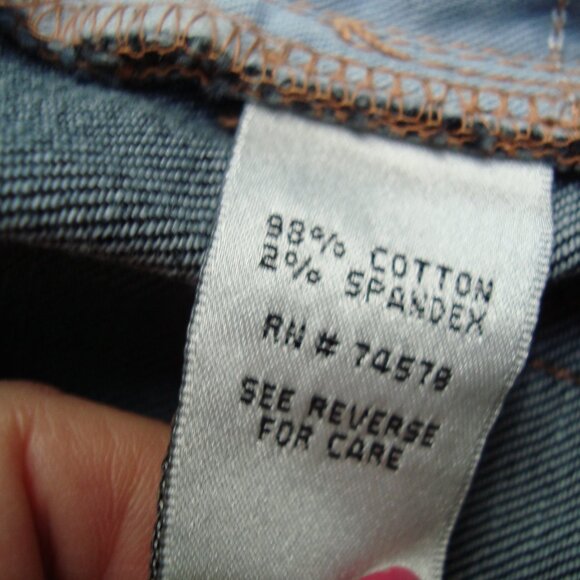 98% COTTON
2% SPANDEX
RN # 74578
SEE REVERSE
FOR CARE